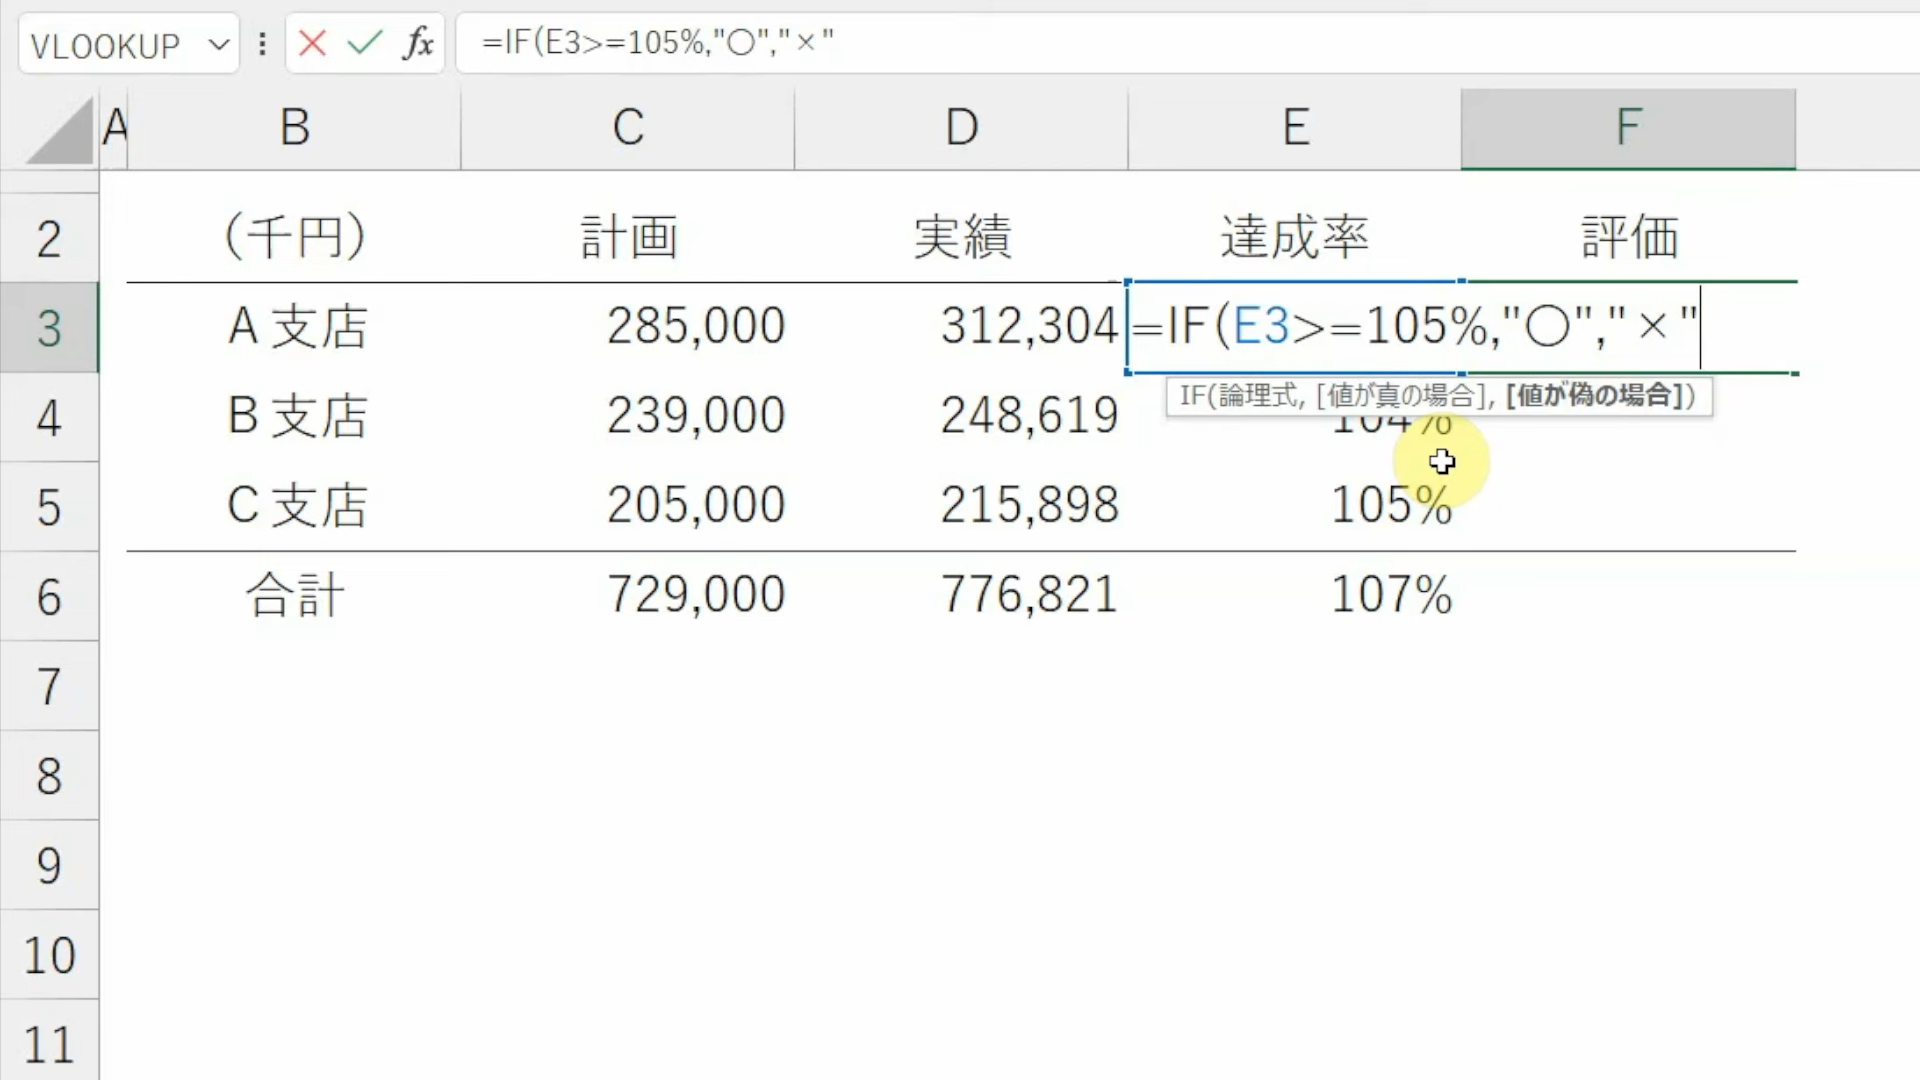 VLOOKUP fx =IF(E3>=105%,"〇","×"
A B C D E F
2 （千円） 計画 実績 達成率 評価
3 A支店 285,000 312,304 =IF(E3>=105%,"〇","×"
IF(論理式, [値が真の場合], [値が偽の場合])
4 B支店 239,000 248,619 104%
5 C支店 205,000 215,898 105%
6 合計 729,000 776,821 107%
7
8
9
10
11